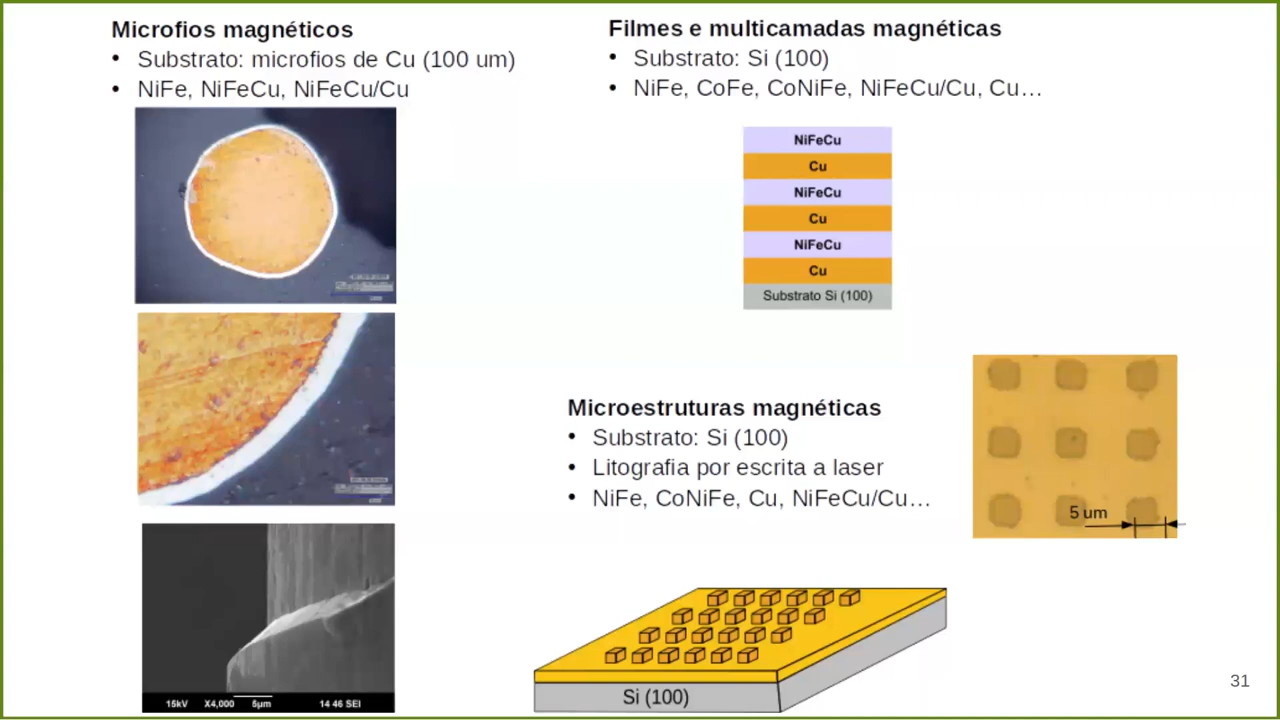 Microfios magnéticos
• Substrato: microfios de Cu (100 um)
• NiFe, NiFeCu, NiFeCu/Cu
Filmes e multicamadas magnéticas
• Substrato: Si (100)
• NiFe, CoFe, CoNiFe, NiFeCu/Cu, Cu…
NiFeCu
Cu
NiFeCu
Cu
NiFeCu
Cu
Substrato Si (100)
Microestruturas magnéticas
• Substrato: Si (100)
• Litografia por escrita a laser
• NiFe, CoNiFe, Cu, NiFeCu/Cu…
5 um
15kV X4,000 5µm 14 46 SEI
Si (100)
31